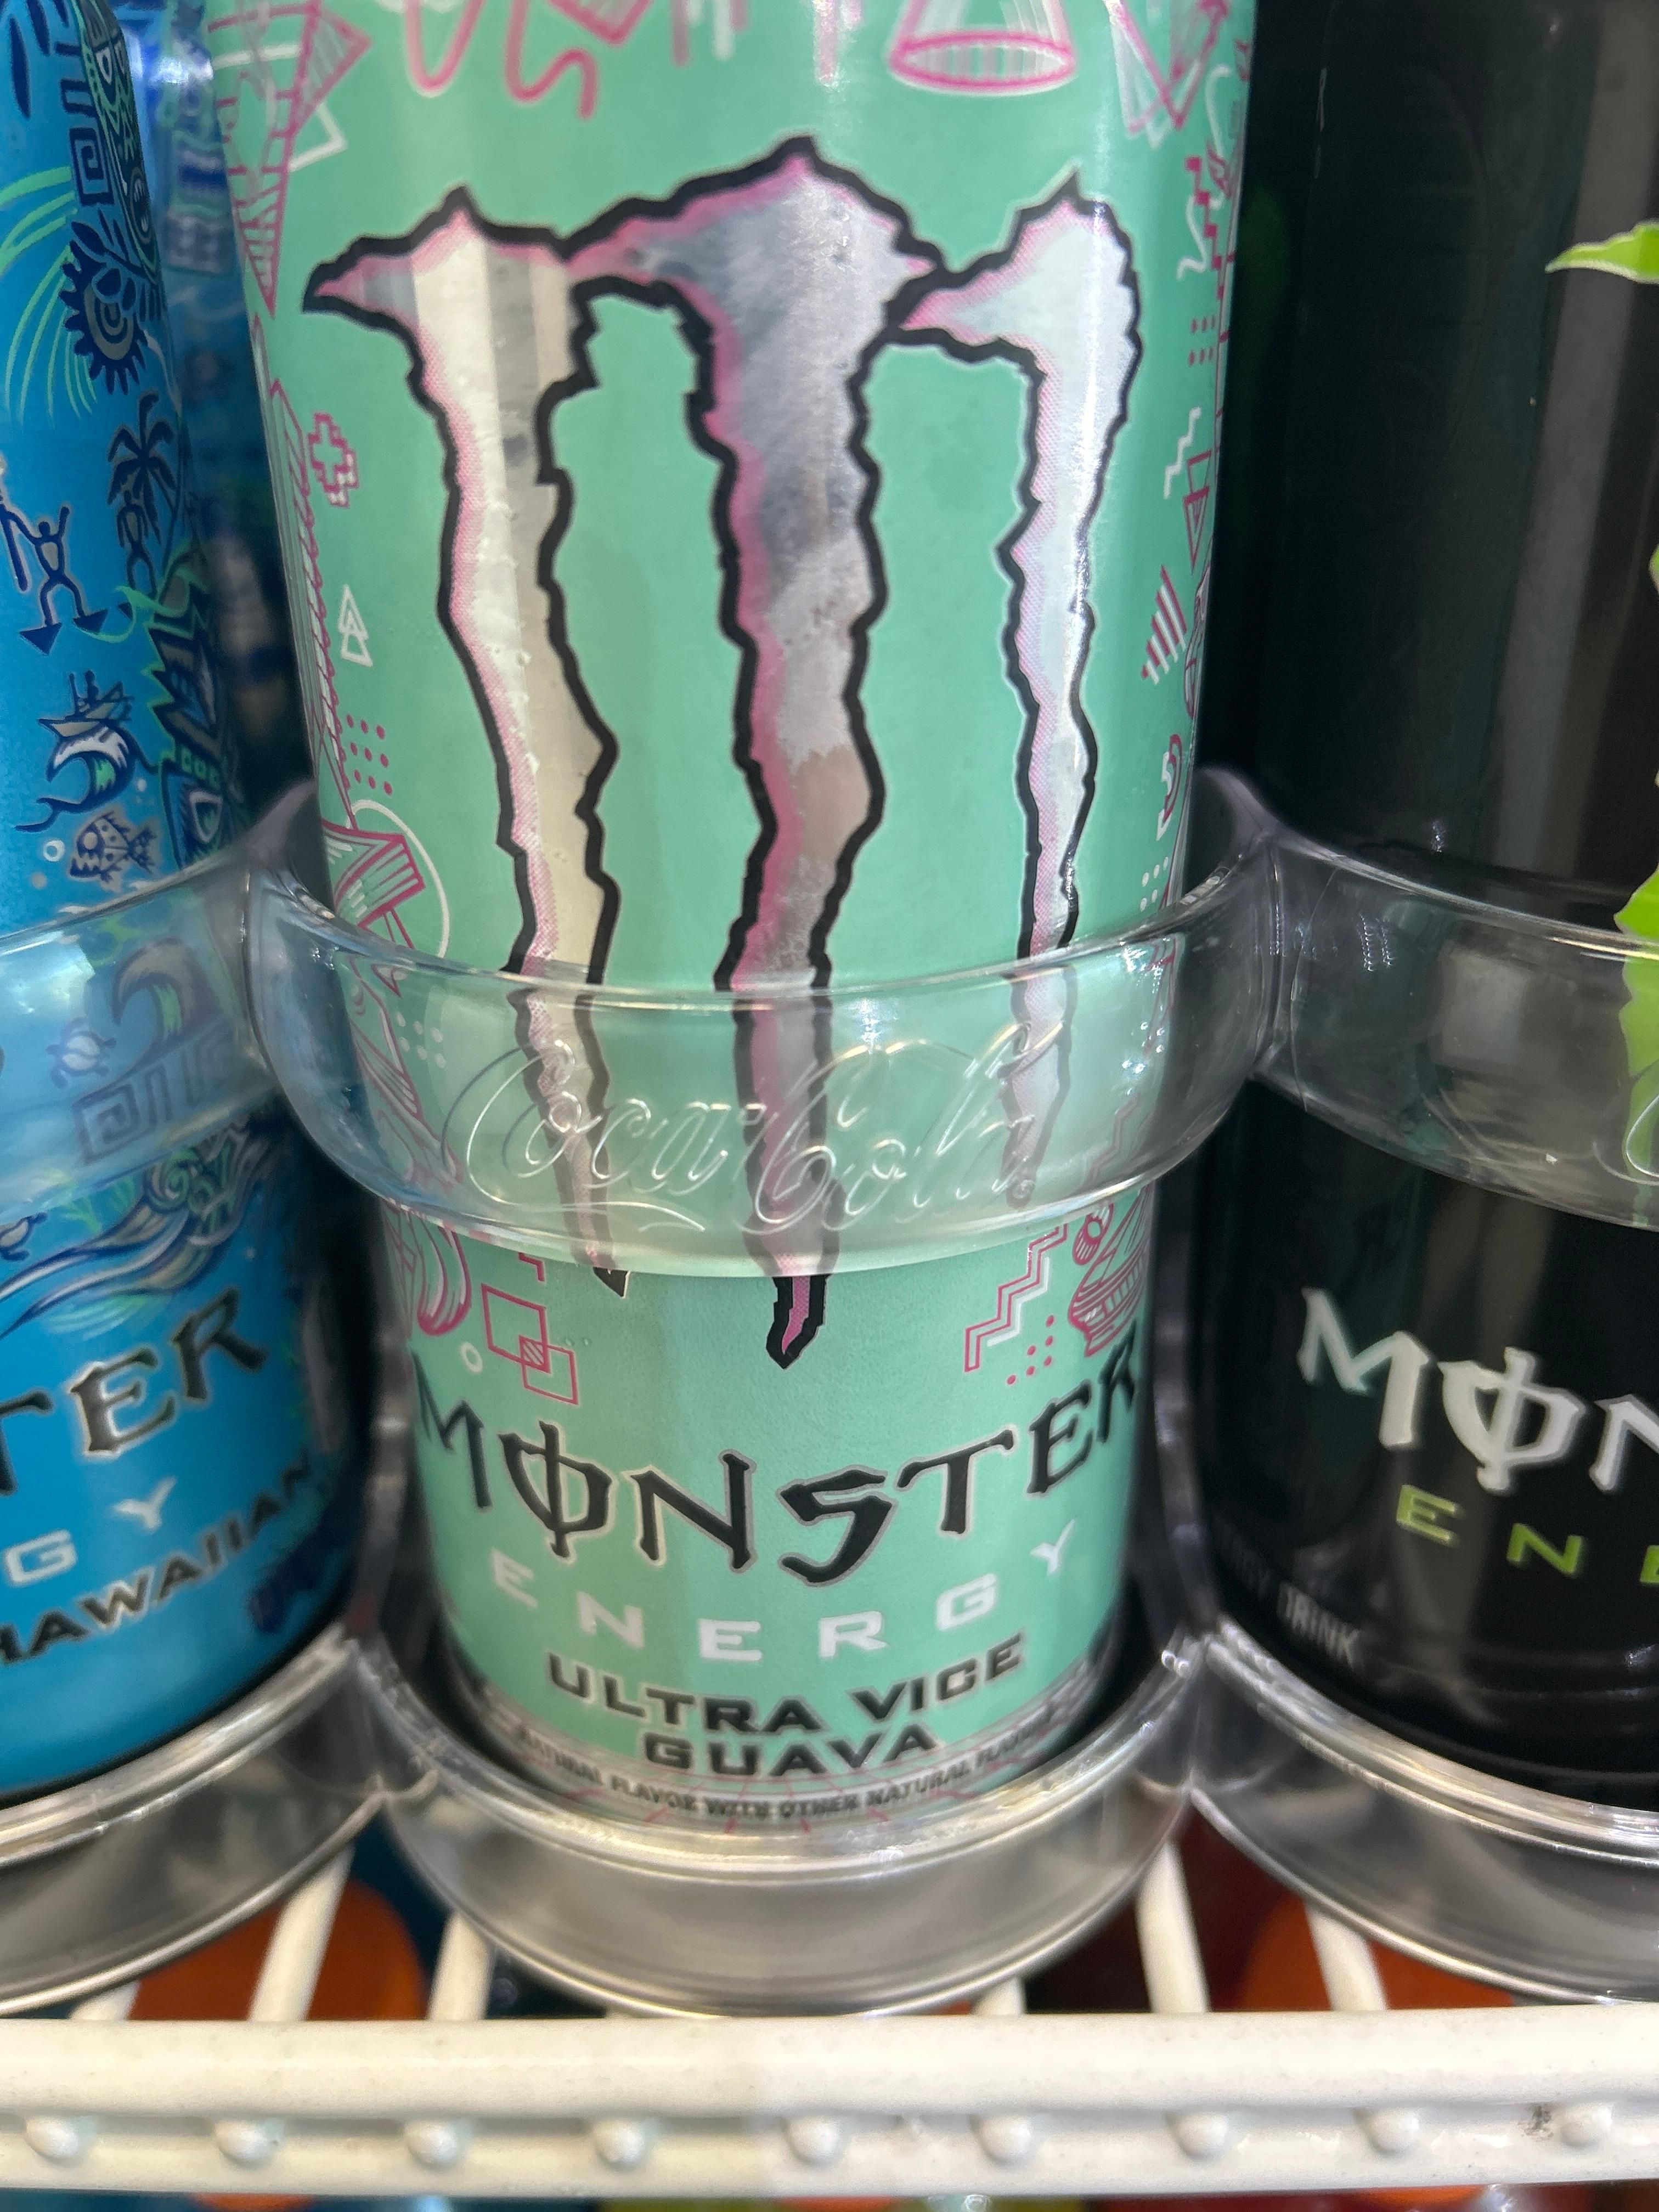 Coca-Cola
MONSTER
ENERGY
ULTRA VICE
GUAVA
NATURAL FLAVOR WITH OTHER NATURAL FLAVORS
TER
GY
HAWAIIAN
MON
ENE
ENERGY DRINK